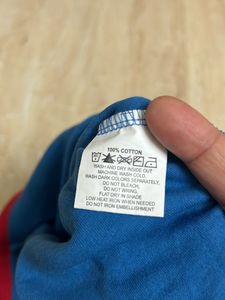 100% COTTON
WASH AND DRY INSIDE OUT
MACHINE WASH COLD,
WASH DARK COLORS SEPARATELY,
DO NOT BLEACH,
DO NOT WRING,
FLAT DRY IN SHADE
LOW HEAT IRON WHEN NEEDED
DO NOT IRON EMBELLISHMENT